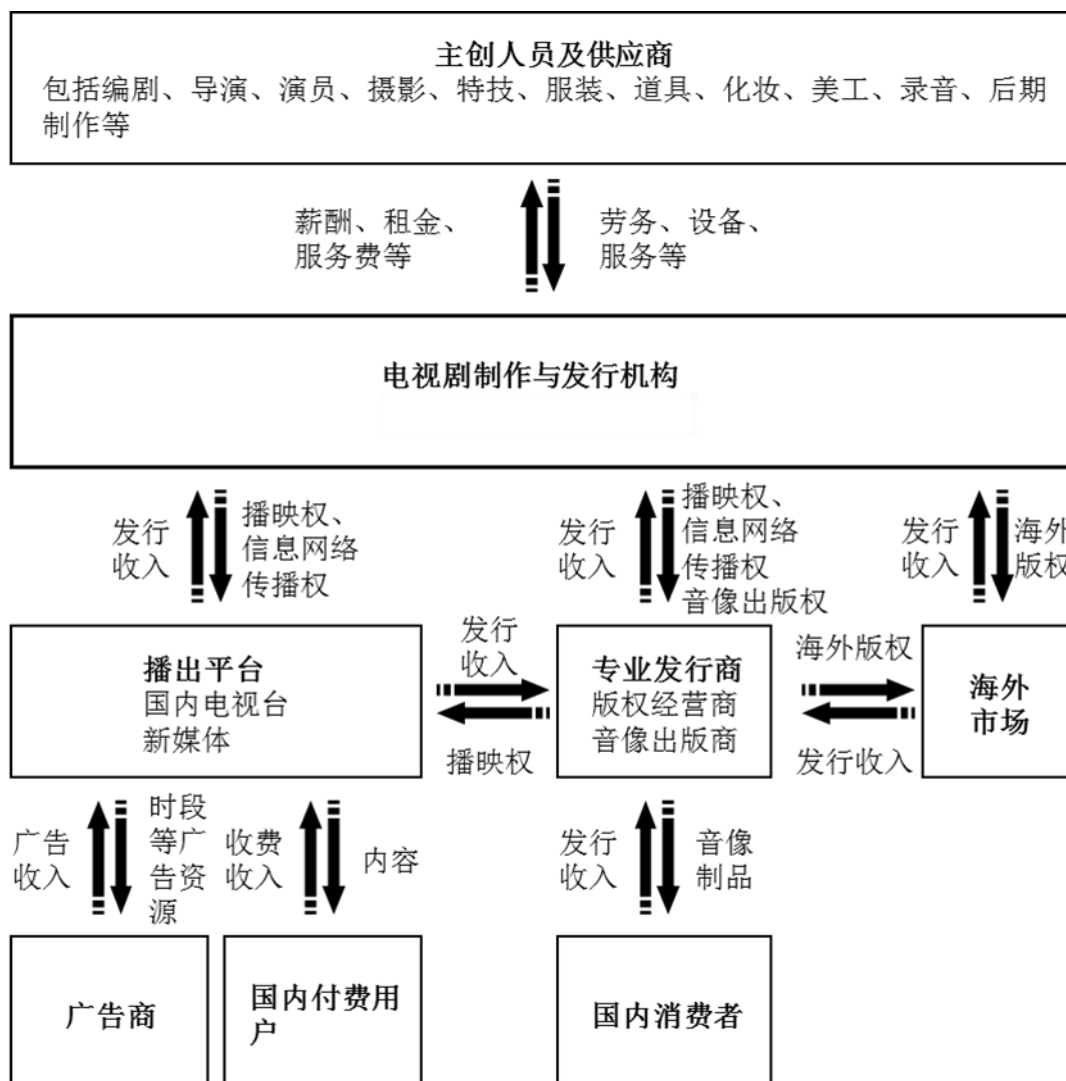 主创人员及供应商
包括编剧、导演、演员、摄影、特技、服装、道具、化妆、美工、录音、后期
制作等
薪酬、租金、
服务费等
劳务、设备、
服务等
电视剧制作与发行机构
发行
收入
播映权、
信息网络
传播权
发行
收入
播映权、
信息网络
传播权
音像出版权
发行
收入
海外
版权
播出平台
国内电视台
新媒体
发行
收入
播映权
专业发行商
版权经营商
音像出版商
海外版权
发行收入
海外
市场
广告
收入
时段
等广
告资
源
收费
收入
内容
发行
收入
音像
制品
广告商
国内付费用
户
国内消费者